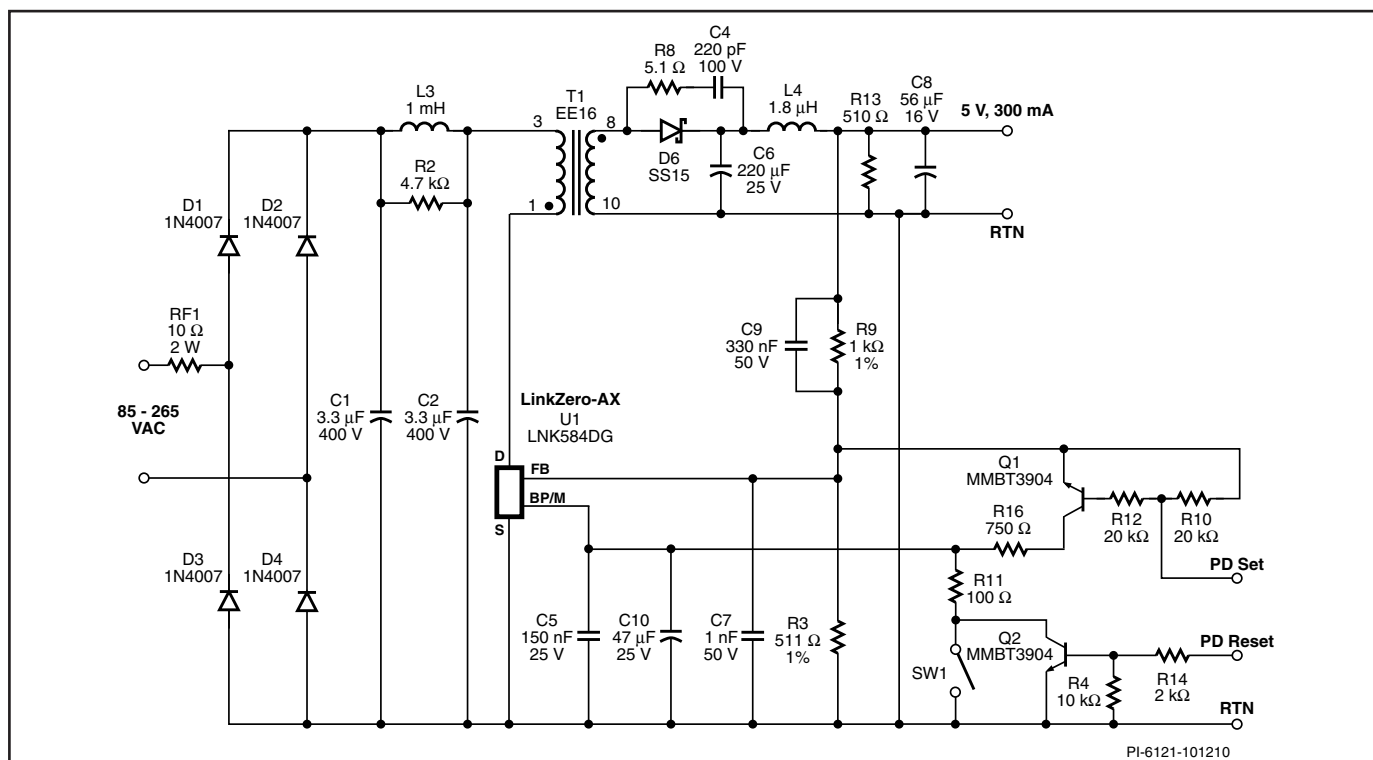 C4
220 pF
100 V
R8
5.1 Ω
L3
1 mH
T1
EE16
L4
1.8 µH
R13
510 Ω
C8
56 µF
16 V
5 V, 300 mA
3
8
D6
SS15
C6
220 µF
25 V
R2
4.7 kΩ
1
10
RTN
D1
1N4007
D2
1N4007
RF1
10 Ω
2 W
C9
330 nF
50 V
R9
1 kΩ
1%
85 - 265
VAC
C1
3.3 µF
400 V
C2
3.3 µF
400 V
LinkZero-AX
U1
LNK584DG
D
FB
BP/M
S
Q1
MMBT3904
R16
750 Ω
R12
20 kΩ
R10
20 kΩ
PD Set
D3
1N4007
D4
1N4007
R11
100 Ω
C5
150 nF
25 V
C10
47 µF
25 V
C7
1 nF
50 V
R3
511 Ω
1%
Q2
MMBT3904
PD Reset
SW1
R4
10 kΩ
R14
2 kΩ
RTN
PI-6121-101210